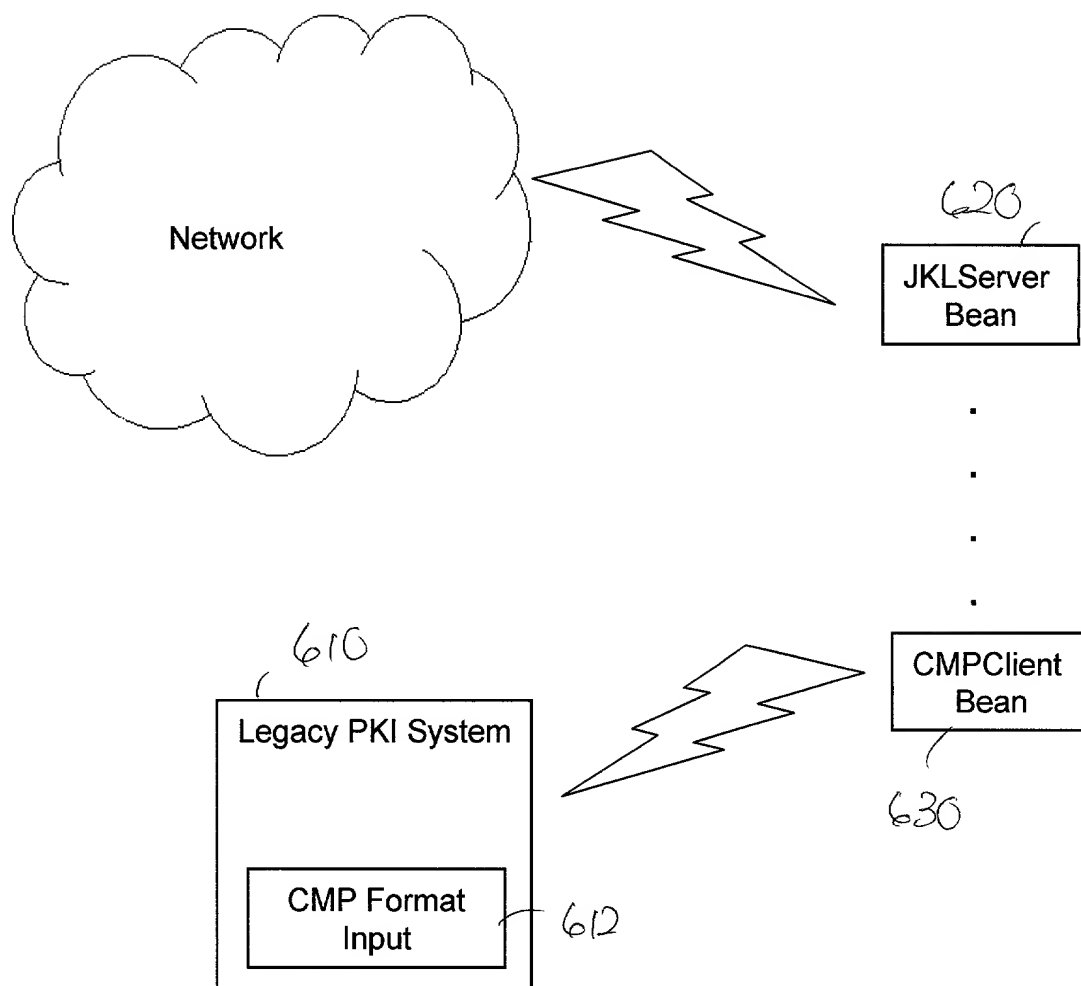 620
Network
JKLServer
Bean
610
Legacy PKI System
CMPClient
Bean
630
CMP Format
Input
612